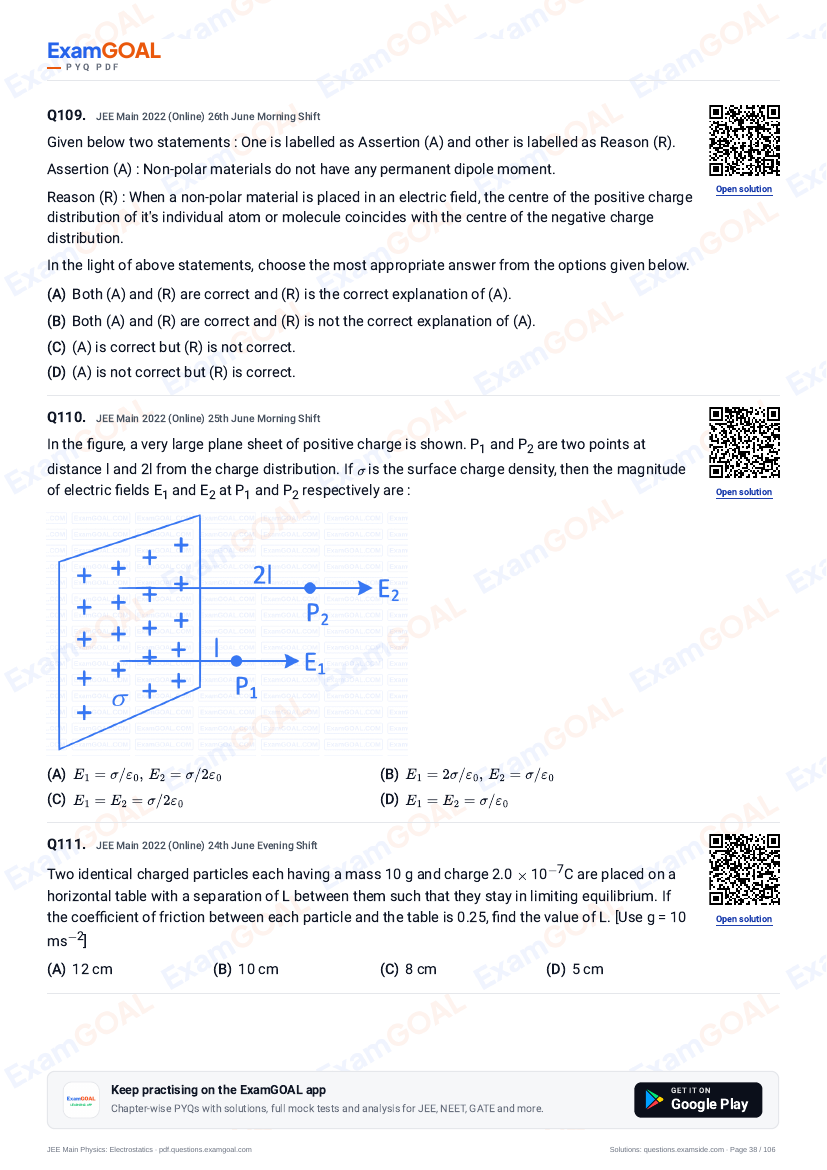 ExamGOAL
PYQ PDF
Q109. JEE Main 2022 (Online) 26th June Morning Shift
Given below two statements : One is labelled as Assertion (A) and other is labelled as Reason (R).
Assertion (A) : Non-polar materials do not have any permanent dipole moment.
Reason (R) : When a non-polar material is placed in an electric field, the centre of the positive charge
distribution of it's individual atom or molecule coincides with the centre of the negative charge
distribution.
In the light of above statements, choose the most appropriate answer from the options given below.
(A) Both (A) and (R) are correct and (R) is the correct explanation of (A).
(B) Both (A) and (R) are correct and (R) is not the correct explanation of (A).
(C) (A) is correct but (R) is not correct.
(D) (A) is not correct but (R) is correct.
Open solution
Q110. JEE Main 2022 (Online) 25th June Morning Shift
In the figure, a very large plane sheet of positive charge is shown. P₁ and P₂ are two points at
distance l and 2l from the charge distribution. If σ is the surface charge density, then the magnitude
of electric fields E₁ and E₂ at P₁ and P₂ respectively are :
Open solution
2l
E₂
P₂
l
E₁
P₁
σ
(A) E₁ = σ/ε₀, E₂ = σ/2ε₀ (B) E₁ = 2σ/ε₀, E₂ = σ/ε₀
(C) E₁ = E₂ = σ/2ε₀ (D) E₁ = E₂ = σ/ε₀
Q111. JEE Main 2022 (Online) 24th June Evening Shift
Two identical charged particles each having a mass 10 g and charge 2.0 × 10⁻⁷C are placed on a
horizontal table with a separation of L between them such that they stay in limiting equilibrium. If
the coefficient of friction between each particle and the table is 0.25, find the value of L. [Use g = 10
ms⁻²]
Open solution
(A) 12 cm (B) 10 cm (C) 8 cm (D) 5 cm
Keep practising on the ExamGOAL app
Chapter-wise PYQs with solutions, full mock tests and analysis for JEE, NEET, GATE and more.
GET IT ON
Google Play
JEE Main Physics: Electrostatics · pdf.questions.examgoal.com
Solutions: questions.examside.com · Page 38 / 106